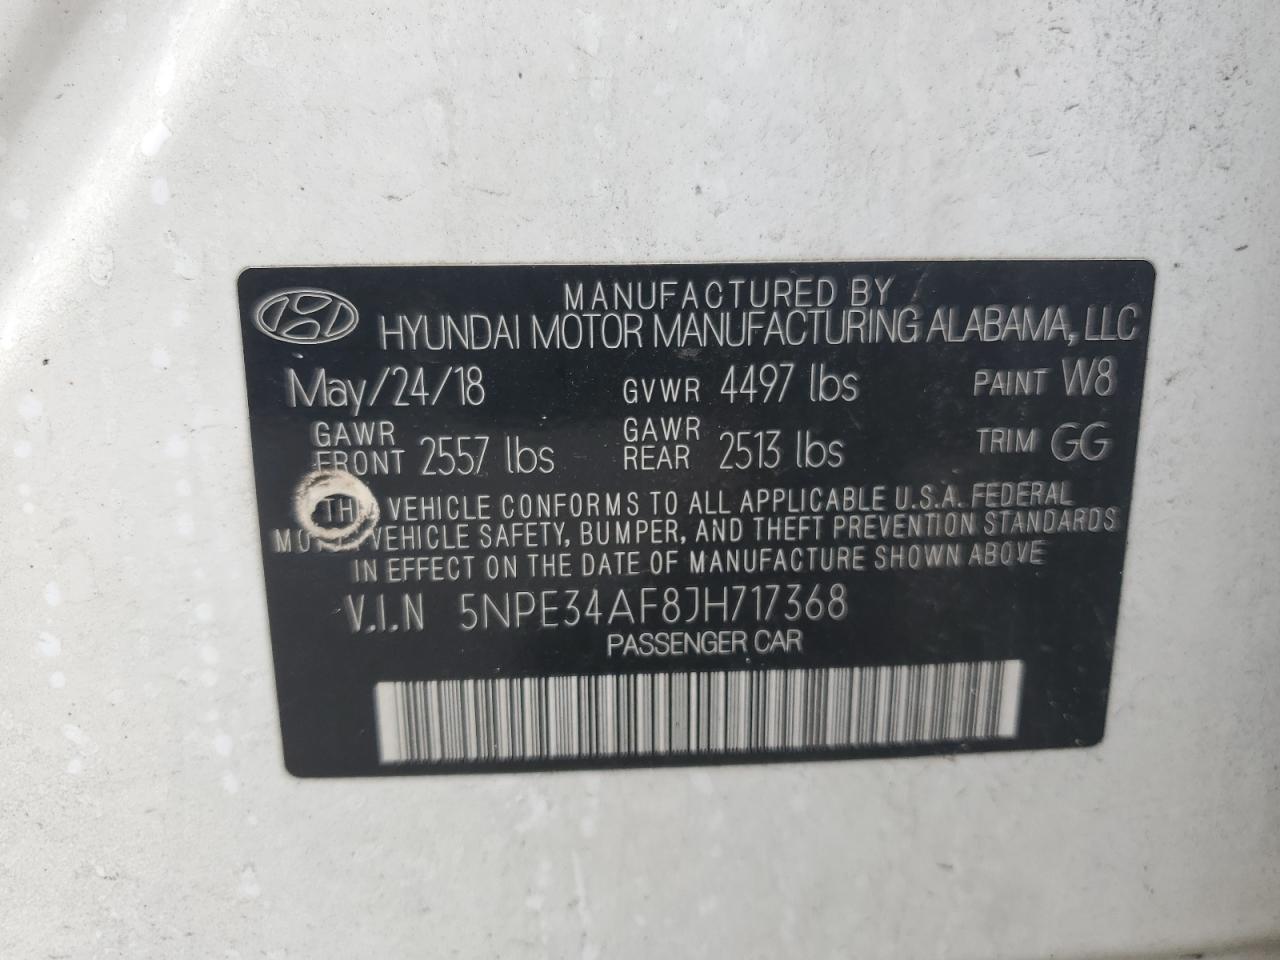 MANUFACTURED BY
HYUNDAI MOTOR MANUFACTURING ALABAMA, LLC
May/24/18 GVWR 4497 lbs PAINT W8
GAWR FRONT 2557 lbs GAWR REAR 2513 lbs TRIM GG
THIS VEHICLE CONFORMS TO ALL APPLICABLE U.S.A. FEDERAL
MOTOR VEHICLE SAFETY, BUMPER, AND THEFT PREVENTION STANDARDS
IN EFFECT ON THE DATE OF MANUFACTURE SHOWN ABOVE
V.I.N 5NPE34AF8JH717368
PASSENGER CAR